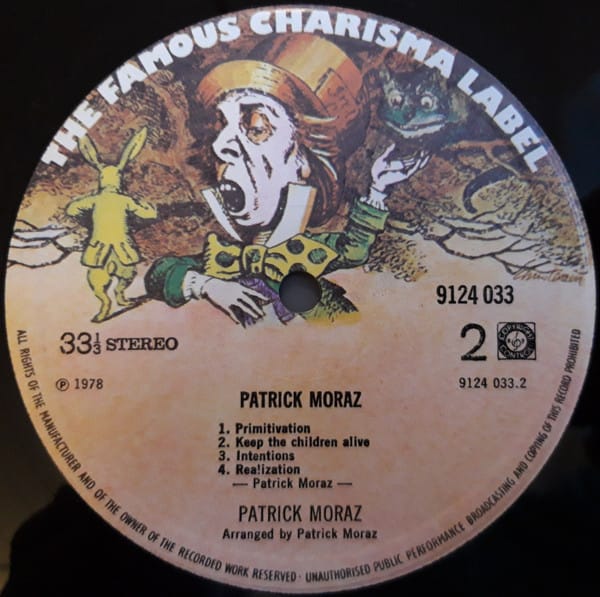 THE FAMOUS CHARISMA LABEL
9124 033
33⅓ STEREO
2
COPYRIGHT
CONTROL
℗ 1978
9124 033.2
PATRICK MORAZ
1. Primitivation
2. Keep the children alive
3. Intentions
4. Realization
— Patrick Moraz —
PATRICK MORAZ
Arranged by Patrick Moraz
ALL RIGHTS OF THE MANUFACTURER AND OF THE OWNER OF THE RECORDED WORK RESERVED · UNAUTHORISED PUBLIC PERFORMANCE BROADCASTING AND COPYING OF THIS RECORD PROHIBITED